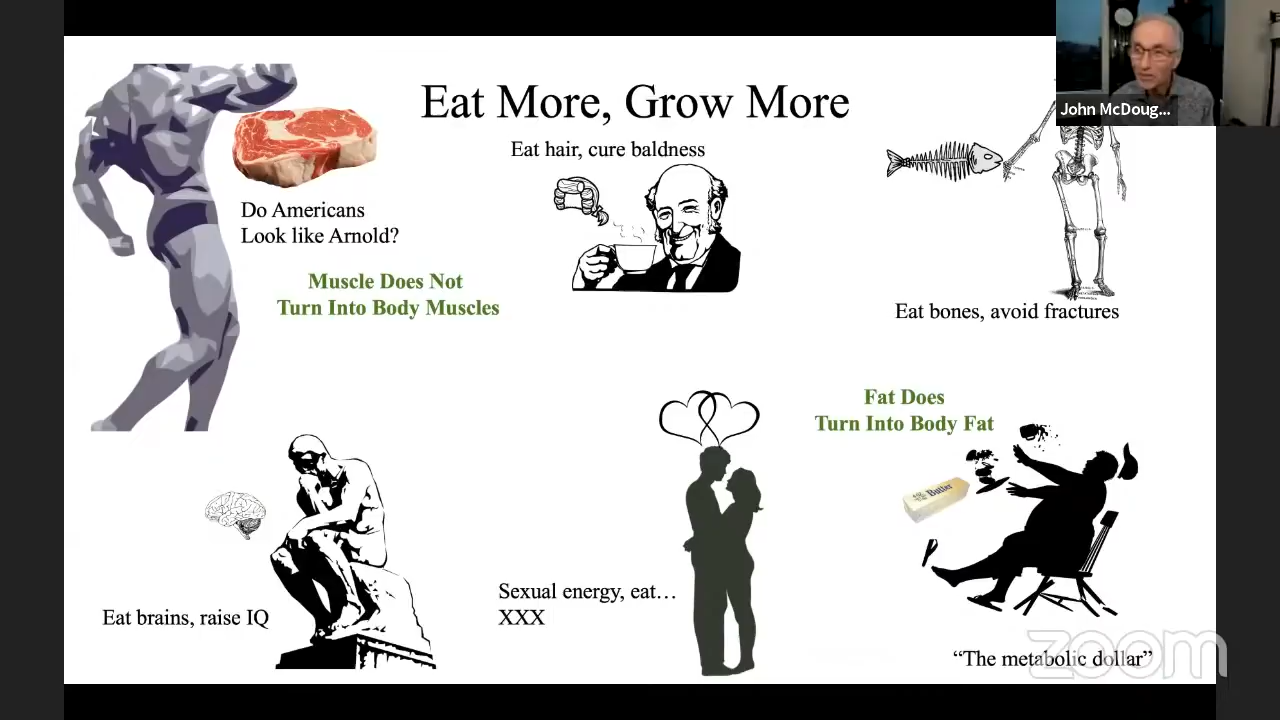 Eat More, Grow More
John McDoug...
Eat hair, cure baldness
Do Americans
Look like Arnold?
Muscle Does Not
Turn Into Body Muscles
Eat bones, avoid fractures
Fat Does
Turn Into Body Fat
Butter
Eat brains, raise IQ
Sexual energy, eat…
XXX
“The metabolic dollar”
zoom